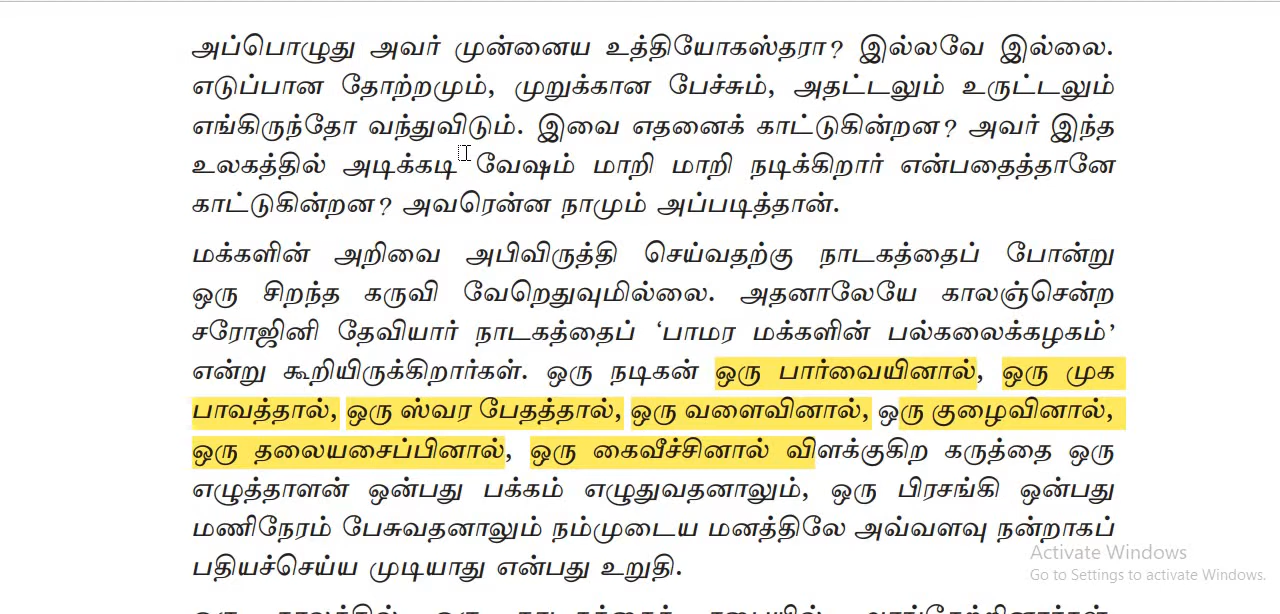 அப்பொழுது அவர் முன்னைய உத்தியோகஸ்தரா? இல்லவே இல்லை.
எடுப்பான தோற்றமும், முறுக்கான பேச்சும், அதட்டலும் உருட்டலும்
எங்கிருந்தோ வந்துவிடும். இவை எதனைக் காட்டுகின்றன? அவர் இந்த
உலகத்தில் அடிக்கடி வேஷம் மாறி மாறி நடிக்கிறார் என்பதைத்தானே
காட்டுகின்றன? அவரென்ன நாமும் அப்படித்தான்.
மக்களின் அறிவை அபிவிருத்தி செய்வதற்கு நாடகத்தைப் போன்று
ஒரு சிறந்த கருவி வேறெதுவுமில்லை. அதனாலேயே காலஞ்சென்ற
சரோஜினி தேவியார் நாடகத்தைப் ‘பாமர மக்களின் பல்கலைக்கழகம்’
என்று கூறியிருக்கிறார்கள். ஒரு நடிகன் ஒரு பார்வையினால், ஒரு முக
பாவத்தால், ஒரு ஸ்வர பேதத்தால், ஒரு வளைவினால், ஒரு குழைவினால்,
ஒரு தலையசைப்பினால், ஒரு கைவீச்சினால் விளக்குகிற கருத்தை ஒரு
எழுத்தாளன் ஒன்பது பக்கம் எழுதுவதனாலும், ஒரு பிரசங்கி ஒன்பது
மணிநேரம் பேசுவதனாலும் நம்முடைய மனத்திலே அவ்வளவு நன்றாகப்
பதியச்செய்ய முடியாது என்பது உறுதி.
Activate Windows
Go to Settings to activate Windows.